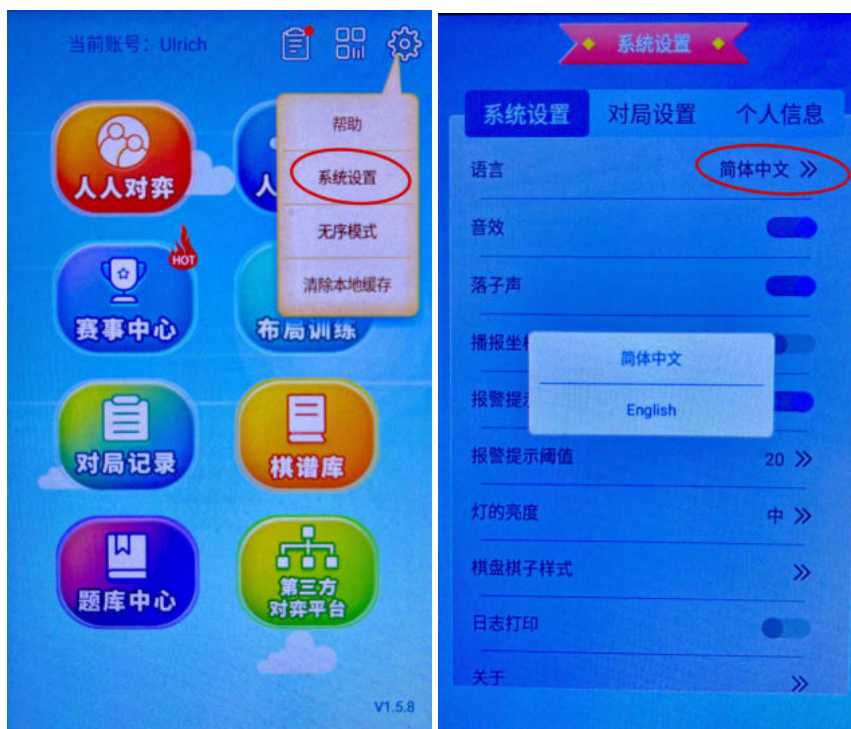 当前账号：Ulrich
帮助
系统设置
无序模式
清除本地缓存
人人对弈
人
HOT
赛事中心
布局训练
对局记录
棋谱库
题库中心
第三方
对弈平台
V1.5.8
系统设置
系统设置
对局设置
个人信息
语言
简体中文
音效
落子声
播报坐
简体中文
English
报警提
报警提示阈值
20
灯的亮度
中
棋盘棋子样式
日志打印
关于